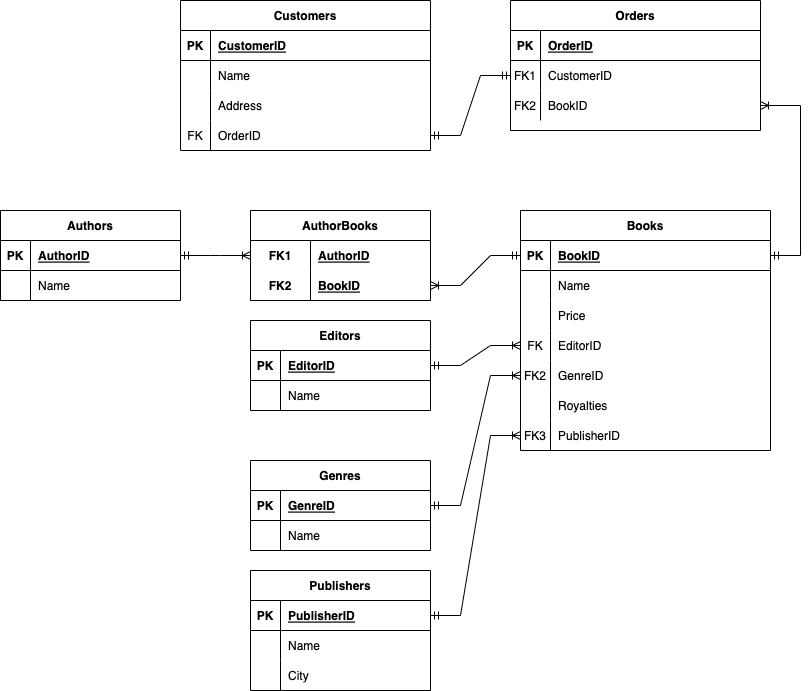 Customers
PK CustomerID
Name
Address
FK OrderID
Orders
PK OrderID
FK1 CustomerID
FK2 BookID
Authors
PK AuthorID
Name
AuthorBooks
FK1 AuthorID
FK2 BookID
Books
PK BookID
Name
Price
FK EditorID
FK2 GenreID
Royalties
FK3 PublisherID
Editors
PK EditorID
Name
Genres
PK GenreID
Name
Publishers
PK PublisherID
Name
City